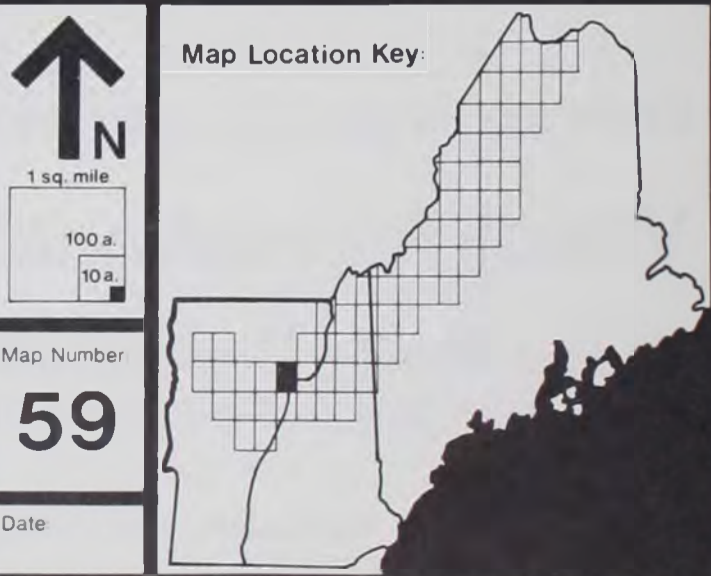 N
1 sq. mile
100 a.
10 a.
Map Number:
59
Date:
Map Location Key: